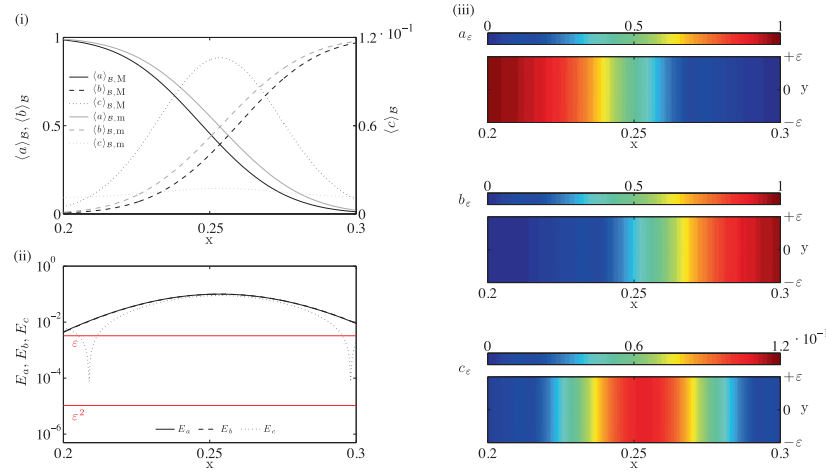 (i)
1
0.5
0
⟨a⟩_B, ⟨b⟩_B
⟨a⟩_B,M
⟨b⟩_B,M
⟨c⟩_B,M
⟨a⟩_B,m
⟨b⟩_B,m
⟨c⟩_B,m
1.2 · 10⁻¹
0.6
0
⟨c⟩_B
0.2 0.25 0.3
x
(ii)
10⁰
10⁻²
10⁻⁴
10⁻⁶
E_a, E_b, E_c
ε
ε²
E_a E_b E_c
0.2 0.25 0.3
x
(iii)
0 0.5 1
a_ε
+ε
0 y
−ε
0.2 0.25 0.3
x
0 0.5 1
b_ε
+ε
0 y
−ε
0.2 0.25 0.3
x
0 0.6
c_ε
+ε
0 y
−ε
0.2 0.25 0.3
x